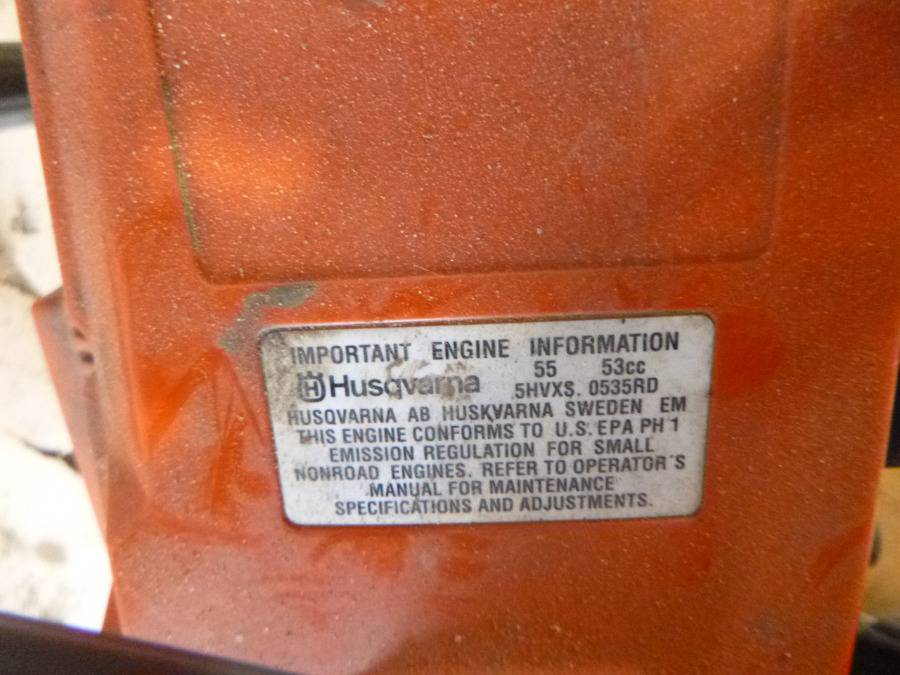 IMPORTANT ENGINE INFORMATION
55 53cc
Husqvarna 5HVXS. 0535RD
HUSQVARNA AB HUSKVARNA SWEDEN EM
THIS ENGINE CONFORMS TO U.S. EPA PH 1
EMISSION REGULATION FOR SMALL
NONROAD ENGINES. REFER TO OPERATOR'S
MANUAL FOR MAINTENANCE
SPECIFICATIONS AND ADJUSTMENTS.